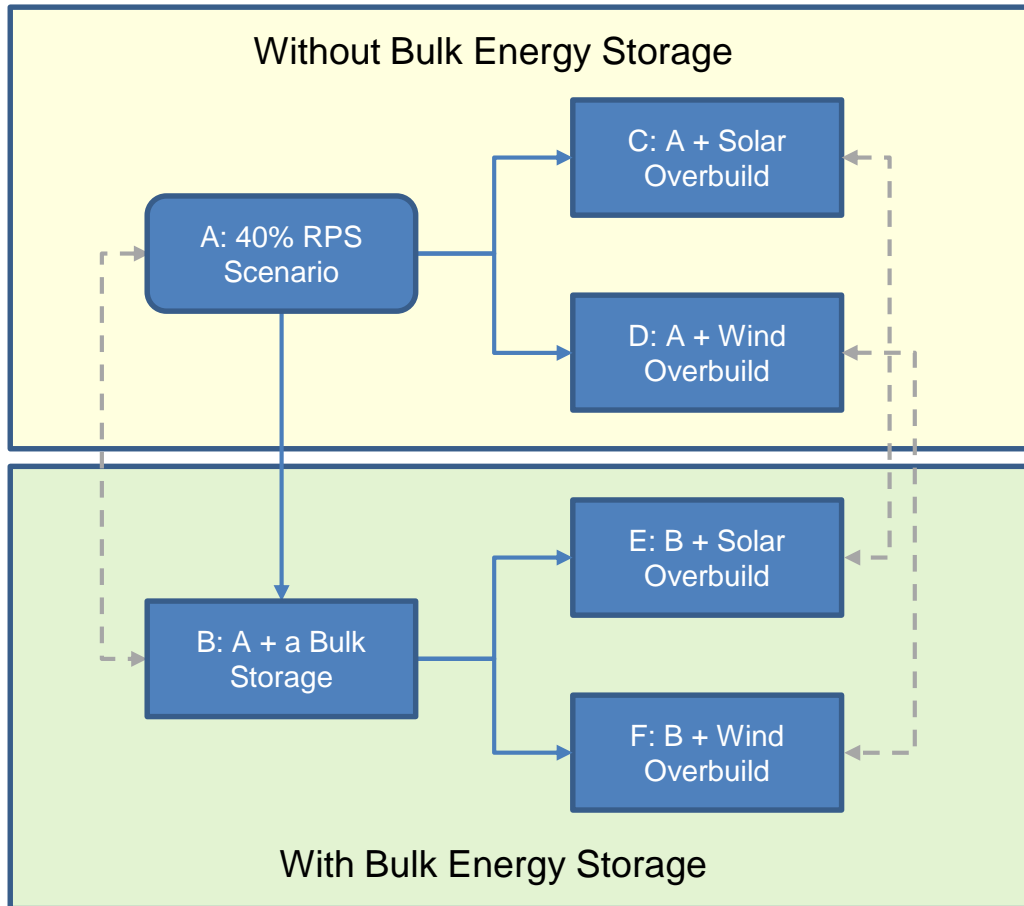 Without Bulk Energy Storage
C: A + Solar
Overbuild
A: 40% RPS
Scenario
D: A + Wind
Overbuild
E: B + Solar
Overbuild
B: A + a Bulk
Storage
F: B + Wind
Overbuild
With Bulk Energy Storage